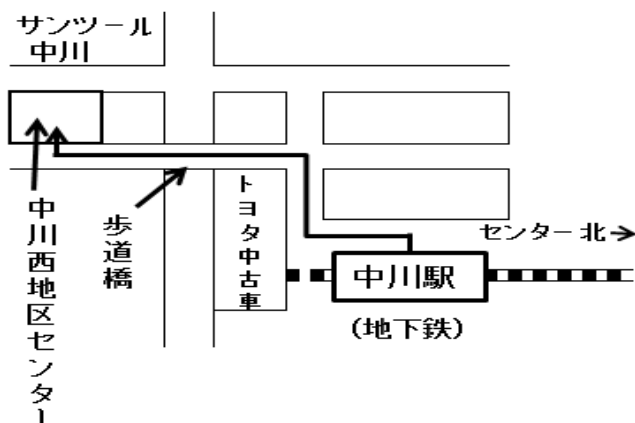 サンツール
中川
トヨタ中古車
歩道橋
中川西地区センター
センター北
中川駅
(地下鉄)